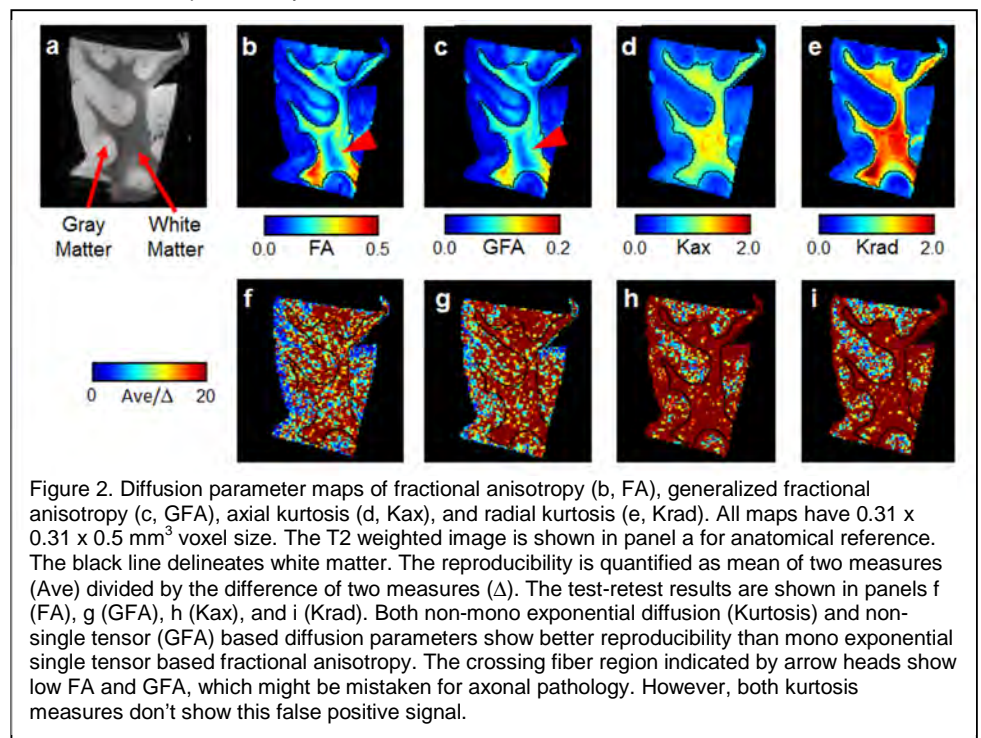 a b c d e
Gray
Matter
White
Matter
0.0 FA 0.5
0.0 GFA 0.2
0.0 Kax 2.0
0.0 Krad 2.0
f g h i
0 Ave/Δ 20
Figure 2. Diffusion parameter maps of fractional anisotropy (b, FA), generalized fractional
anisotropy (c, GFA), axial kurtosis (d, Kax), and radial kurtosis (e, Krad). All maps have 0.31 x
0.31 x 0.5 mm³ voxel size. The T2 weighted image is shown in panel a for anatomical reference.
The black line delineates white matter. The reproducibility is quantified as mean of two measures
(Ave) divided by the difference of two measures (Δ). The test-retest results are shown in panels f
(FA), g (GFA), h (Kax), and i (Krad). Both non-mono exponential diffusion (Kurtosis) and non-
single tensor (GFA) based diffusion parameters show better reproducibility than mono exponential
single tensor based fractional anisotropy. The crossing fiber region indicated by arrow heads show
low FA and GFA, which might be mistaken for axonal pathology. However, both kurtosis
measures don't show this false positive signal.